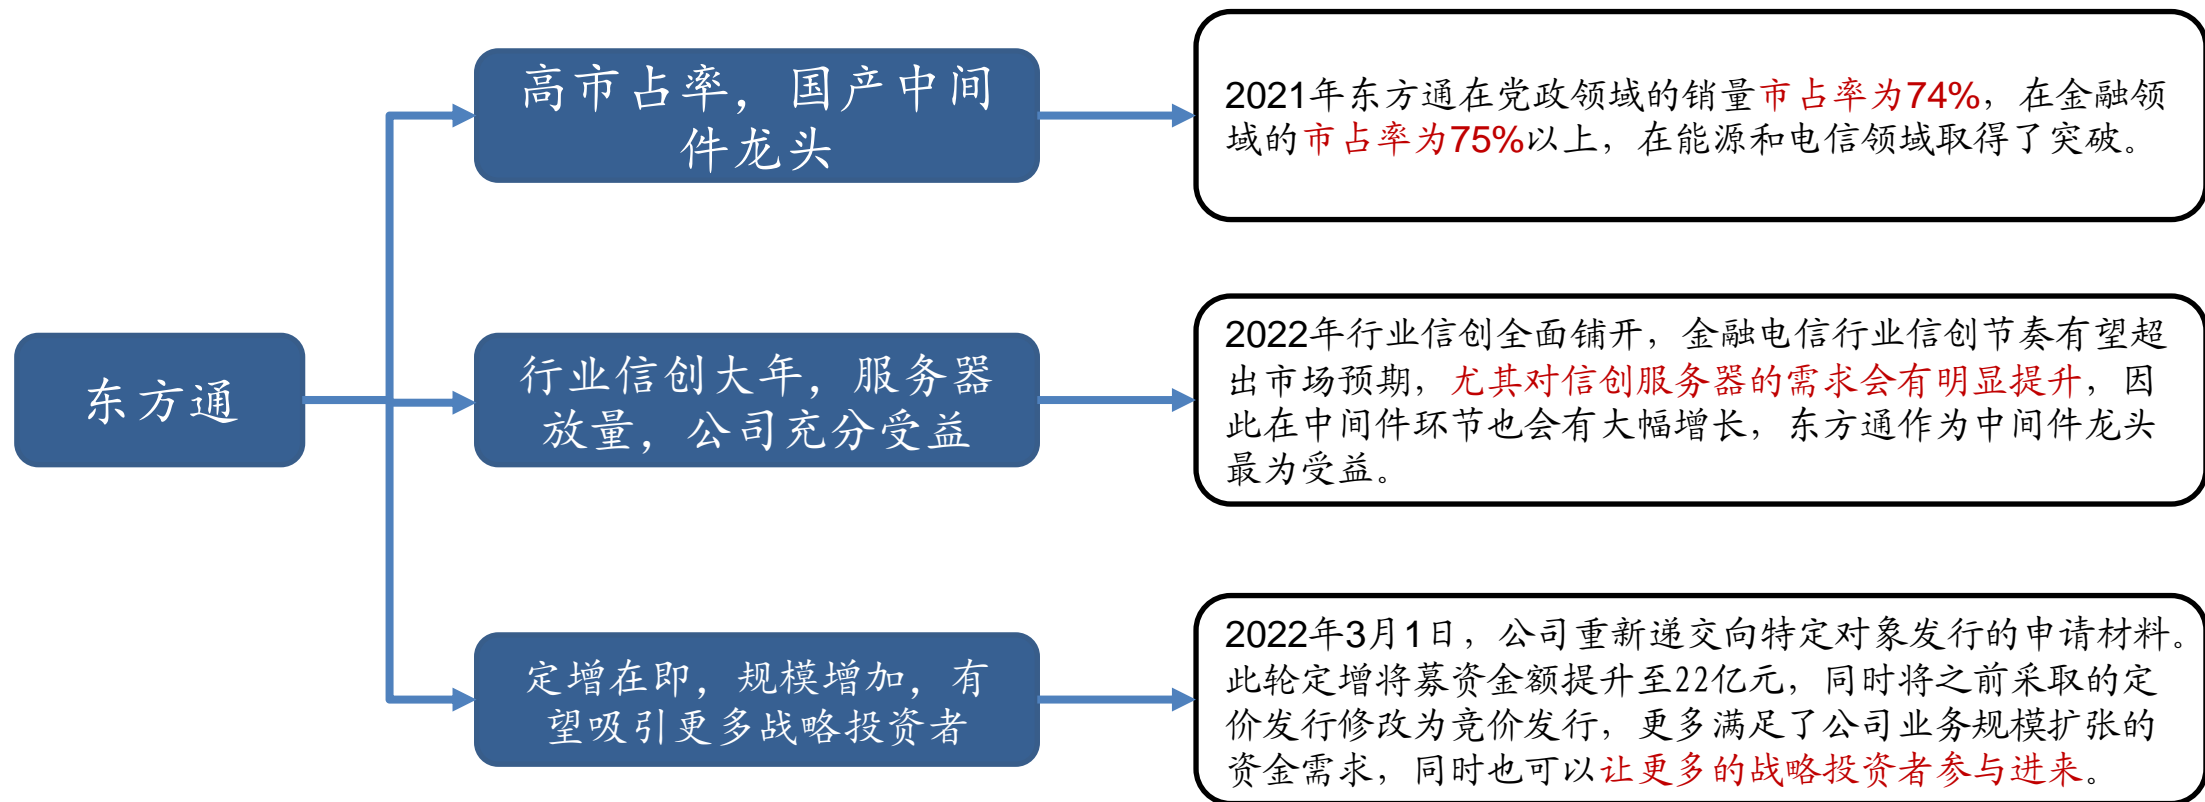 东方通
高市占率，国产中间
件龙头
2021年东方通在党政领域的销量市占率为74%，在金融领
域的市占率为75%以上，在能源和电信领域取得了突破。
行业信创大年，服务器
放量，公司充分受益
2022年行业信创全面铺开，金融电信行业信创节奏有望超
出市场预期，尤其对信创服务器的需求会有明显提升，因
此在中间件环节也会有大幅增长，东方通作为中间件龙头
最为受益。
定增在即，规模增加，有
望吸引更多战略投资者
2022年3月1日，公司重新递交向特定对象发行的申请材料。
此轮定增将募资金额提升至22亿元，同时将之前采取的定
价发行修改为竞价发行，更多满足了公司业务规模扩张的
资金需求，同时也可以让更多的战略投资者参与进来。